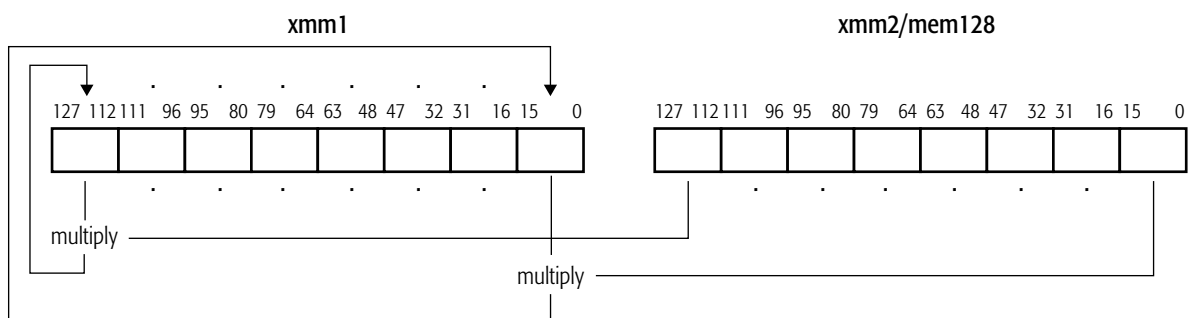 xmm1 xmm2/mem128
. . . . . .
127 112 111 96 95 80 79 64 63 48 47 32 31 16 15 0 127 112 111 96 95 80 79 64 63 48 47 32 31 16 15 0
. . . . . . . . . . . .
multiply
multiply